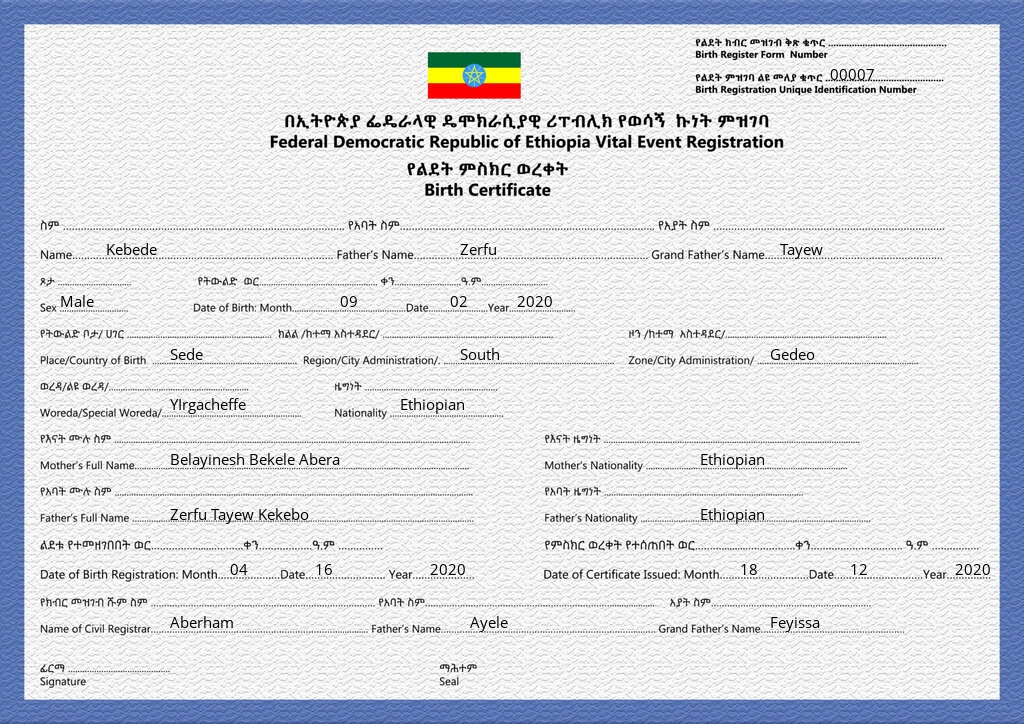 የልደት ክብር መዝገብ ቅጽ ቁጥር ........................................
Birth Register Form Number
የልደት ምዝገባ ልዩ መለያ ቁጥር ..00007........................
Birth Registration Unique Identification Number
በኢትዮጵያ ፌዴራላዊ ዴሞክራሲያዊ ሪፐብሊክ የወሳኝ ኩነት ምዝገባ
Federal Democratic Republic of Ethiopia Vital Event Registration
የልደት ምስክር ወረቀት
Birth Certificate
ስም ........................ የአባት ስም........................ የአያት ስም ........................
Name........Kebede........ Father's Name........Zerfu........ Grand Father's Name....Tayew........
ጾታ ........................ የትውልድ ወር........................ ቀን........................ ዓ.ም........................
Sex Male Date of Birth: Month........09........Date....02....Year..2020......
የትውልድ ቦታ/ ሀገር ........................ ክልል /ከተማ አስተዳደር/ ........................ ዞን /ከተማ አስተዳደር/........................
Place/Country of Birth ....Sede........ Region/City Administration/. ....South........ Zone/City Administration/ ....Gedeo........
ወረዳ/ልዩ ወረዳ/........................ ዜግነት ........................
Woreda/Special Woreda/..YIrgacheffe........ Nationality ....Ethiopian........
የእናት ሙሉ ስም ........................ የእናት ዜግነት ........................
Mother's Full Name........Belayinesh Bekele Abera........ Mother's Nationality ........Ethiopian........
የአባት ሙሉ ስም ........................ የአባት ዜግነት ........................
Father's Full Name ........Zerfu Tayew Kekebo........ Father's Nationality ........Ethiopian........
ልደቱ የተመዘገበበት ወር........................ቀን........................ዓ.ም ............ የምስክር ወረቀት የተሰጠበት ወር........................ቀን........................ ዓ.ም ............
Date of Birth Registration: Month....04........Date..16........ Year....2020.. Date of Certificate Issued: Month....18........Date....12........Year..2020
የክብር መዝገብ ሹም ስም ........................ የአባት ስም........................ አያት ስም........................
Name of Civil Registrar....Aberham........ Father's Name........Ayele........ Grand Father's Name..Feyissa........
ፊርማ ........................ ማሕተም
Signature Seal